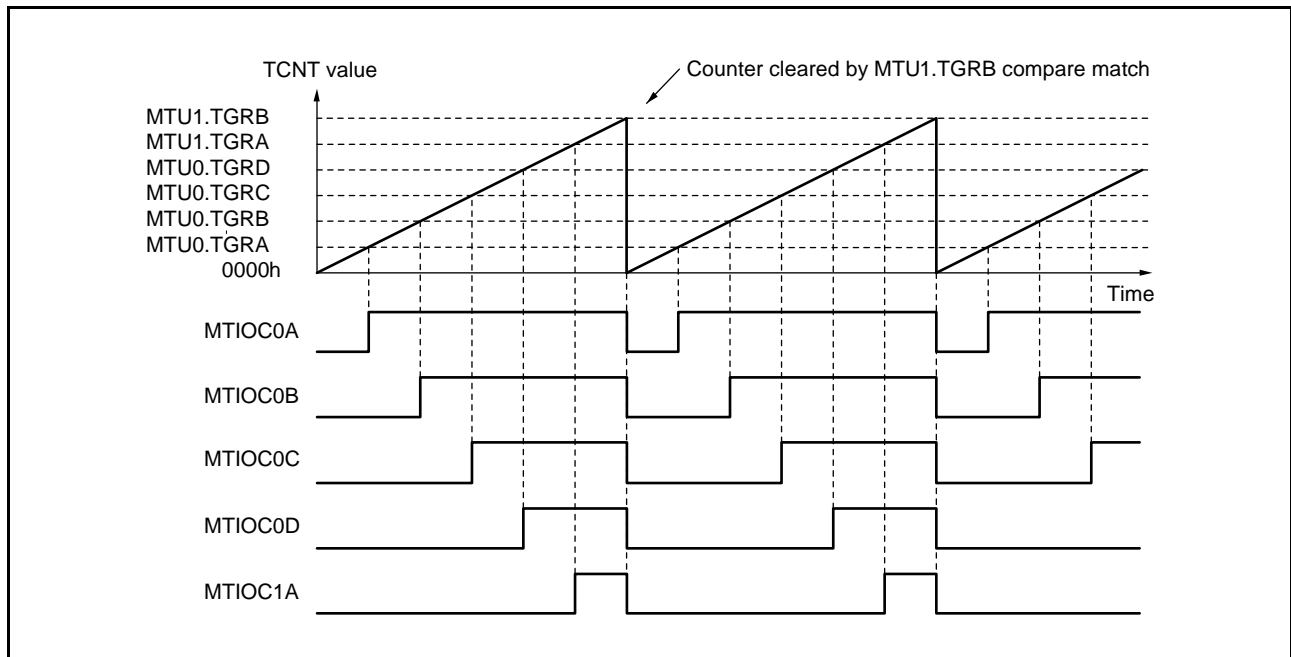 TCNT value
Counter cleared by MTU1.TGRB compare match
MTU1.TGRB
MTU1.TGRA
MTU0.TGRD
MTU0.TGRC
MTU0.TGRB
MTU0.TGRA
0000h
Time
MTIOC0A
MTIOC0B
MTIOC0C
MTIOC0D
MTIOC1A